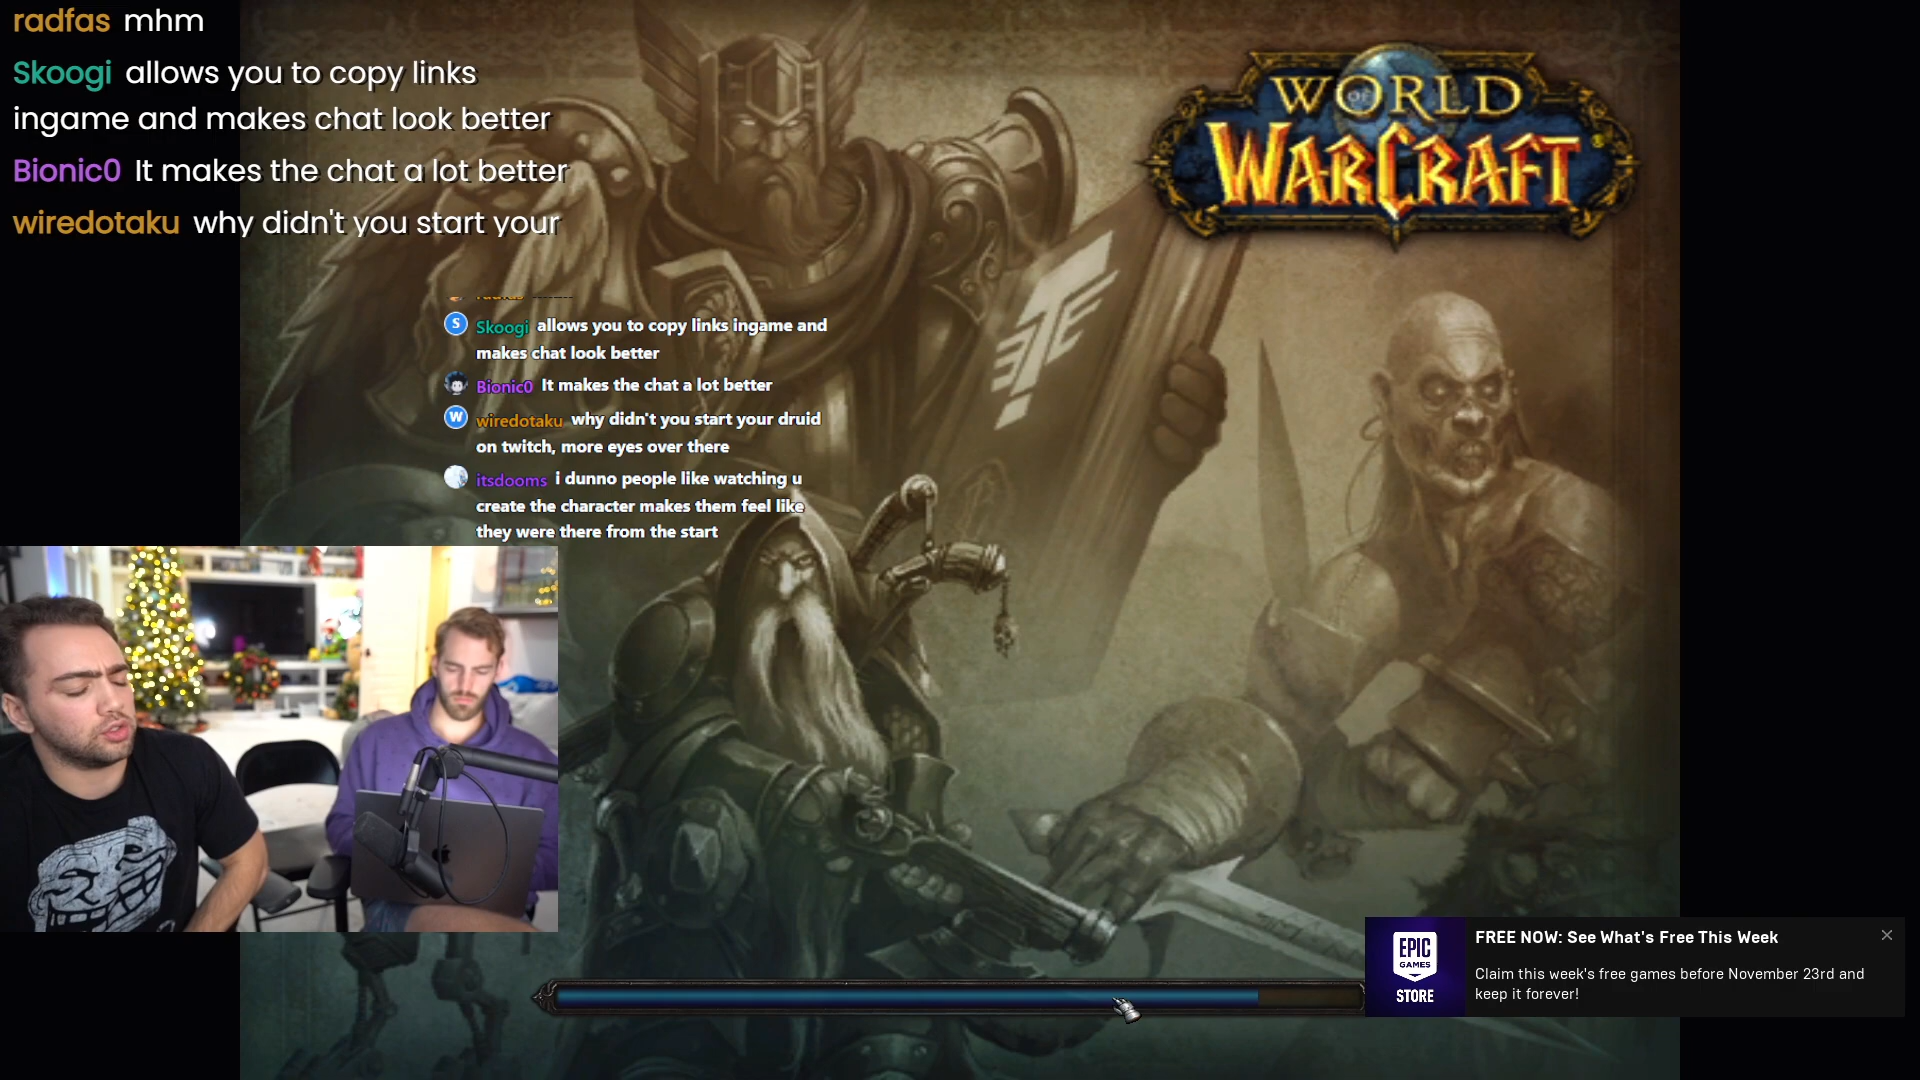 radfas mhm
Skoogi allows you to copy links
ingame and makes chat look better
Bionic0 It makes the chat a lot better
wiredotaku why didn't you start your
WORLD
OF
WARCRAFT
S Skoogi allows you to copy links ingame and
makes chat look better
Bionic0 It makes the chat a lot better
W wiredotaku why didn't you start your druid
on twitch, more eyes over there
itsdooms i dunno people like watching u
create the character makes them feel like
they were there from the start
EPIC
GAMES
STORE
FREE NOW: See What's Free This Week
Claim this week's free games before November 23rd and
keep it forever!